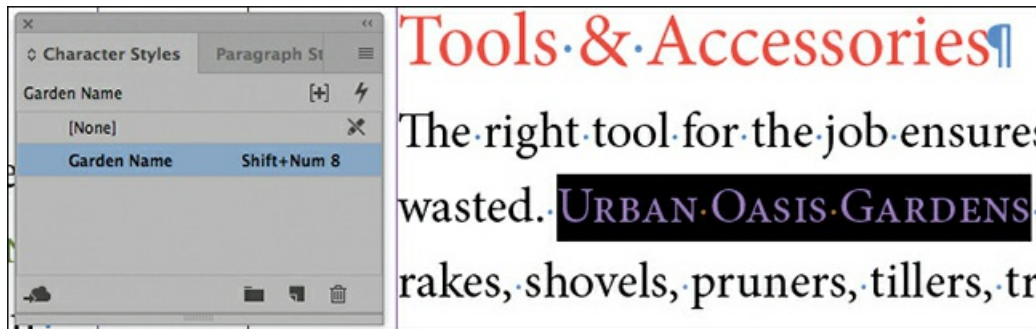 Character Styles
Paragraph St
Garden Name
[+]
[None]
Garden Name Shift+Num 8
Tools & Accessories¶
The right tool for the job ensures
wasted. URBAN OASIS GARDENS
rakes, shovels, pruners, tillers, tr